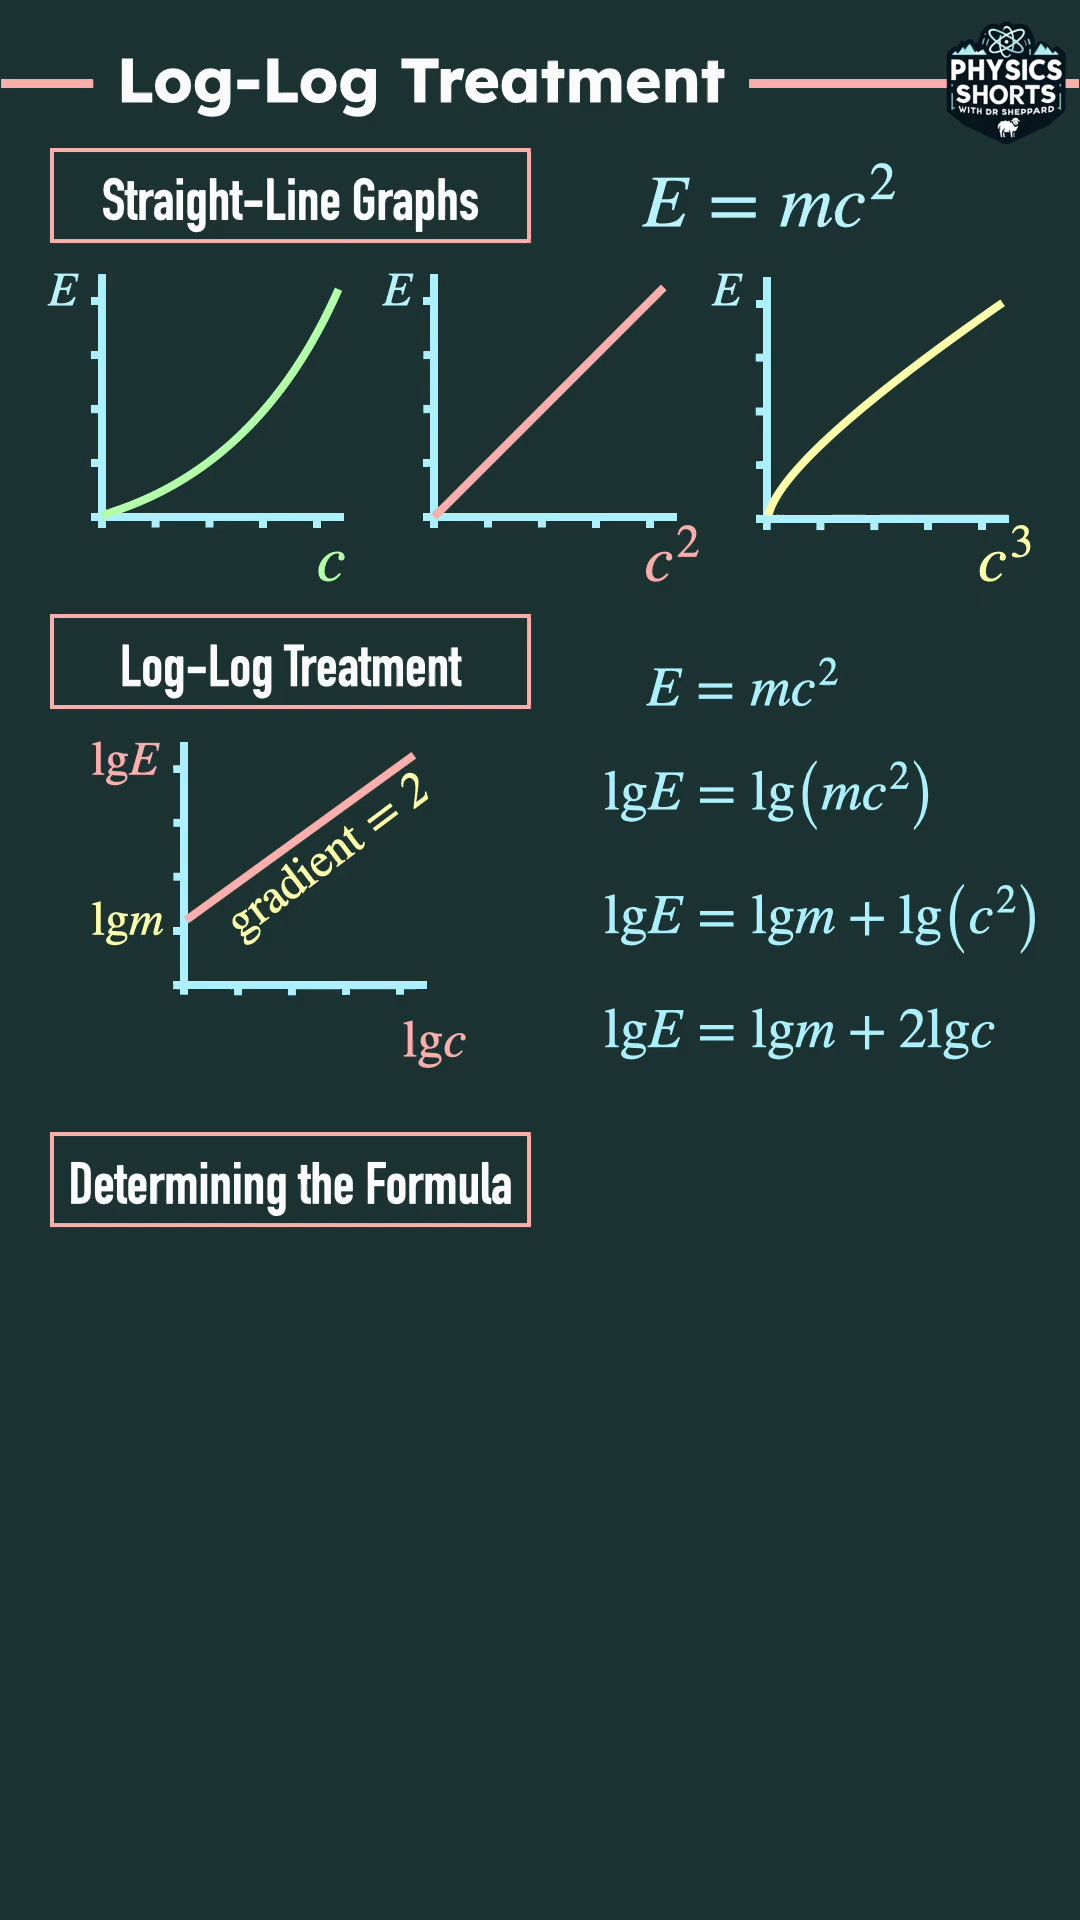 Log-Log Treatment
PHYSICS
SHORTS
WITH DR SHEPPARD
Straight-Line Graphs
E = mc²
E
E
E
c
c²
c³
Log-Log Treatment
E = mc²
lgE
gradient = 2
lgm
lgc
lgE = lg(mc²)
lgE = lgm + lg(c²)
lgE = lgm + 2lgc
Determining the Formula